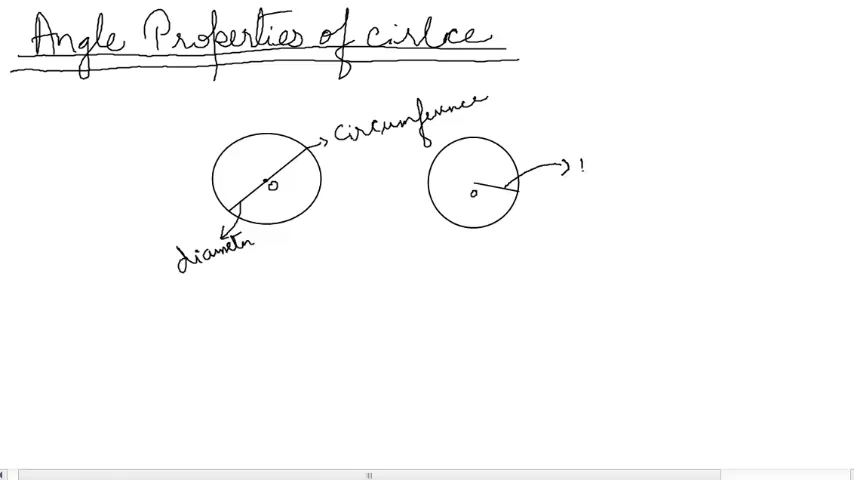 Angle Properties of cirlce
circumference
O
O
diameter